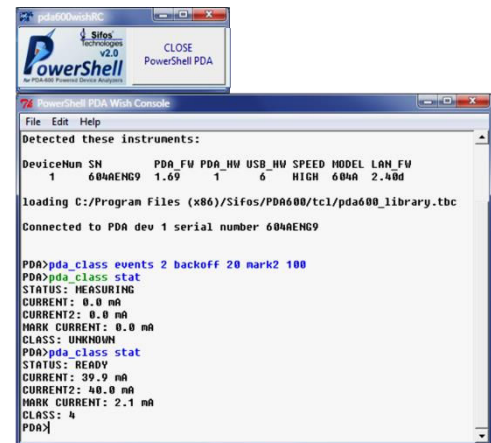 pda600wishRC
Sifos
Technologies
v2.0
PowerShell
for PDA-600 Powered Device Analyzers
CLOSE
PowerShell PDA
PowerShell PDA Wish Console
File Edit Help
Detected these instruments:
DeviceNum SN PDA_FW PDA_HW USB_HW SPEED MODEL LAN_FW
1 604AENG9 1.69 1 6 HIGH 604A 2.40d
loading C:/Program Files (x86)/Sifos/PDA600/tcl/pda600_library.tbc
Connected to PDA dev 1 serial number 604AENG9
PDA>pda_class events 2 backoff 20 mark2 100
PDA>pda_class stat
STATUS: MEASURING
CURRENT: 0.0 mA
CURRENT2: 0.0 mA
MARK CURRENT: 0.0 mA
CLASS: UNKNOWN
PDA>pda_class stat
STATUS: READY
CURRENT: 39.9 mA
CURRENT2: 40.0 mA
MARK CURRENT: 2.1 mA
CLASS: 4
PDA>